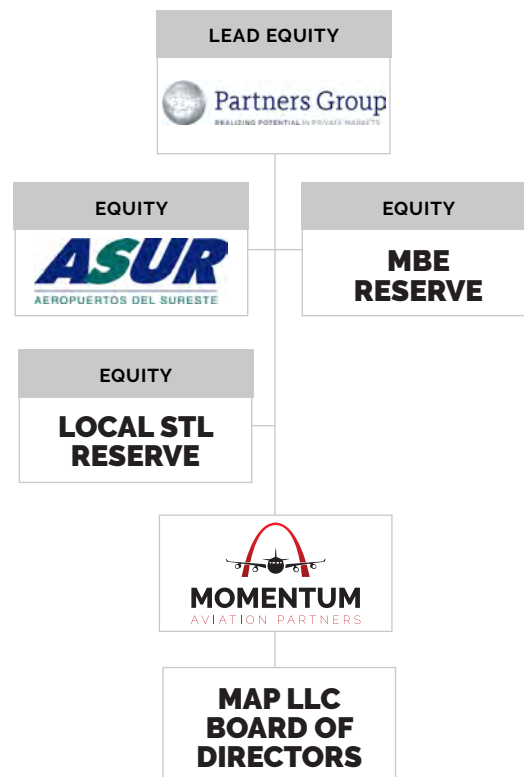 LEAD EQUITY
Partners Group
REALIZING POTENTIAL IN PRIVATE MARKETS
EQUITY
ASUR
AEROPUERTOS DEL SURESTE
EQUITY
MBE
RESERVE
EQUITY
LOCAL STL
RESERVE
MOMENTUM
AVIATION PARTNERS
MAP LLC
BOARD OF
DIRECTORS